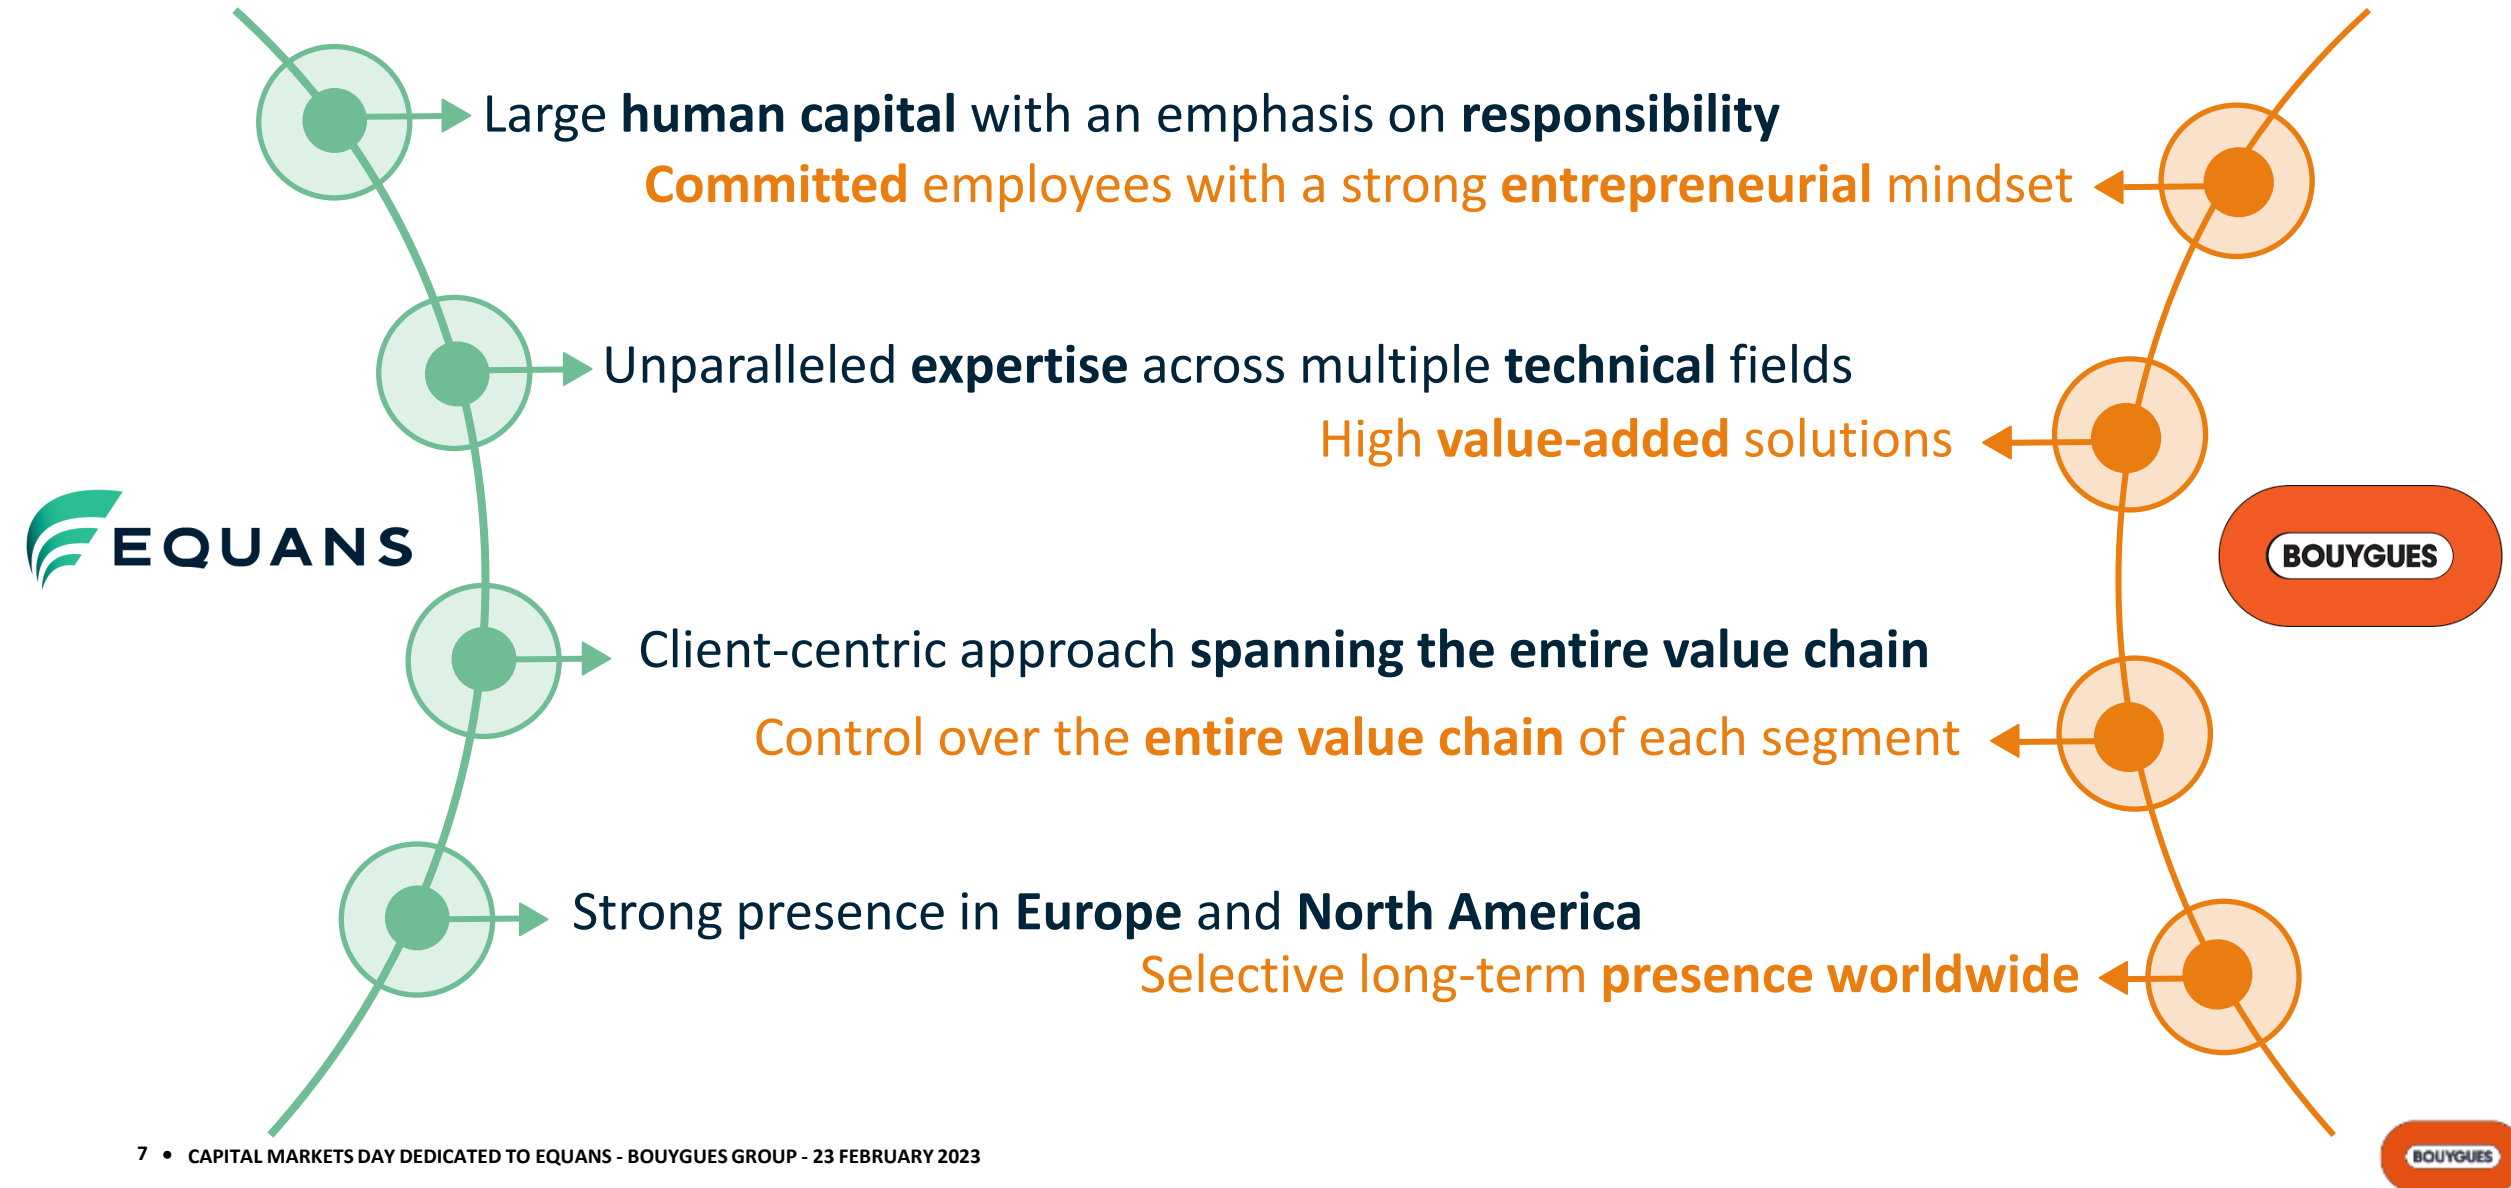 Large human capital with an emphasis on responsibility
Committed employees with a strong entrepreneurial mindset
Unparalleled expertise across multiple technical fields
High value-added solutions
EQUANS
BOUYGUES
Client-centric approach spanning the entire value chain
Control over the entire value chain of each segment
Strong presence in Europe and North America
Selective long-term presence worldwide
7 • CAPITAL MARKETS DAY DEDICATED TO EQUANS - BOUYGUES GROUP - 23 FEBRUARY 2023
BOUYGUES